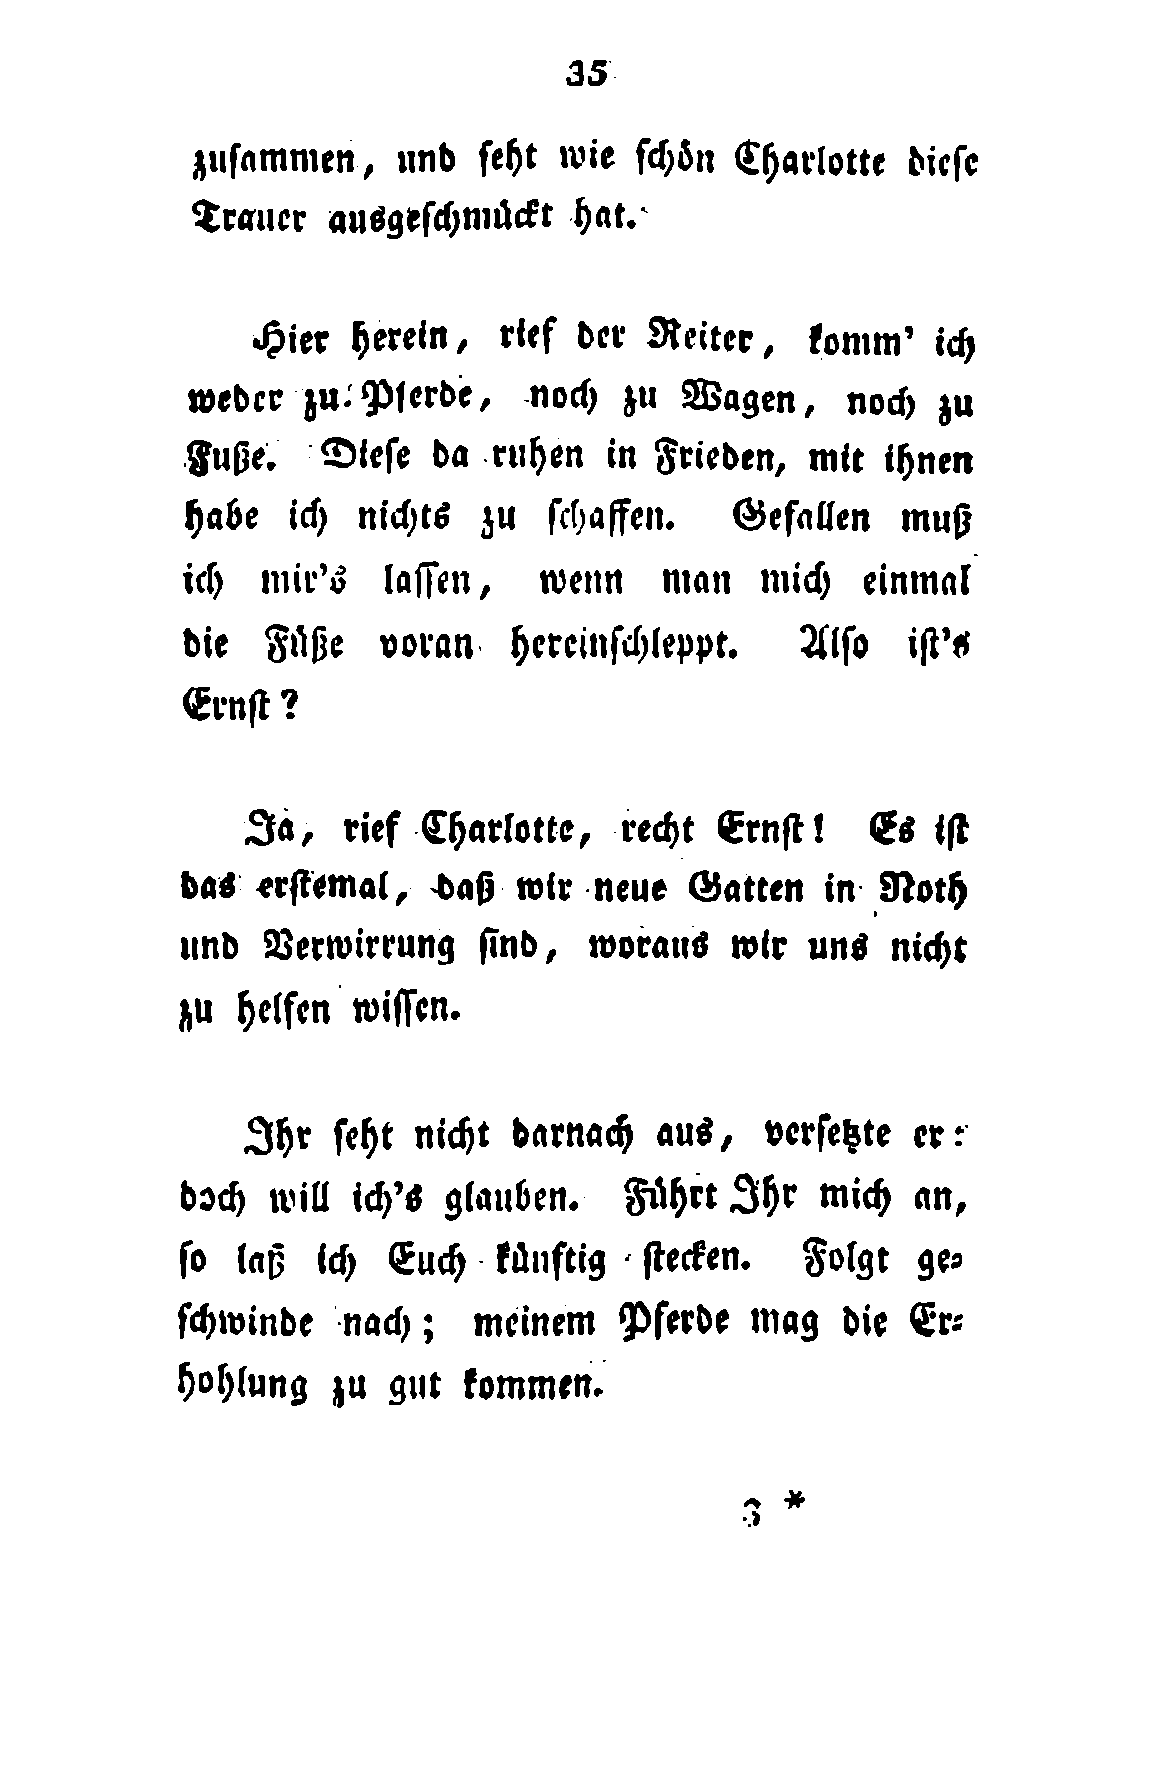 35
zusammen, und seht wie schön Charlotte diese
Trauer ausgeschmückt hat.
Hier herein, rief der Reiter, komm' ich
weder zu Pferde, noch zu Wagen, noch zu
Fuße. Diese da ruhen in Frieden, mit ihnen
habe ich nichts zu schaffen. Gefallen muß
ich mir's lassen, wenn man mich einmal
die Füße voran hereinschleppt. Also ist's
Ernst?
Ja, rief Charlotte, recht Ernst! Es ist
das erstemal, daß wir neue Gatten in Noth
und Verwirrung sind, woraus wir uns nicht
zu helfen wissen.
Ihr seht nicht darnach aus, versetzte er:
doch will ich's glauben. Führt Ihr mich an,
so laß ich Euch künftig stecken. Folgt ge-
schwinde nach; meinem Pferde mag die Er-
hohlung zu gut kommen.
3 *